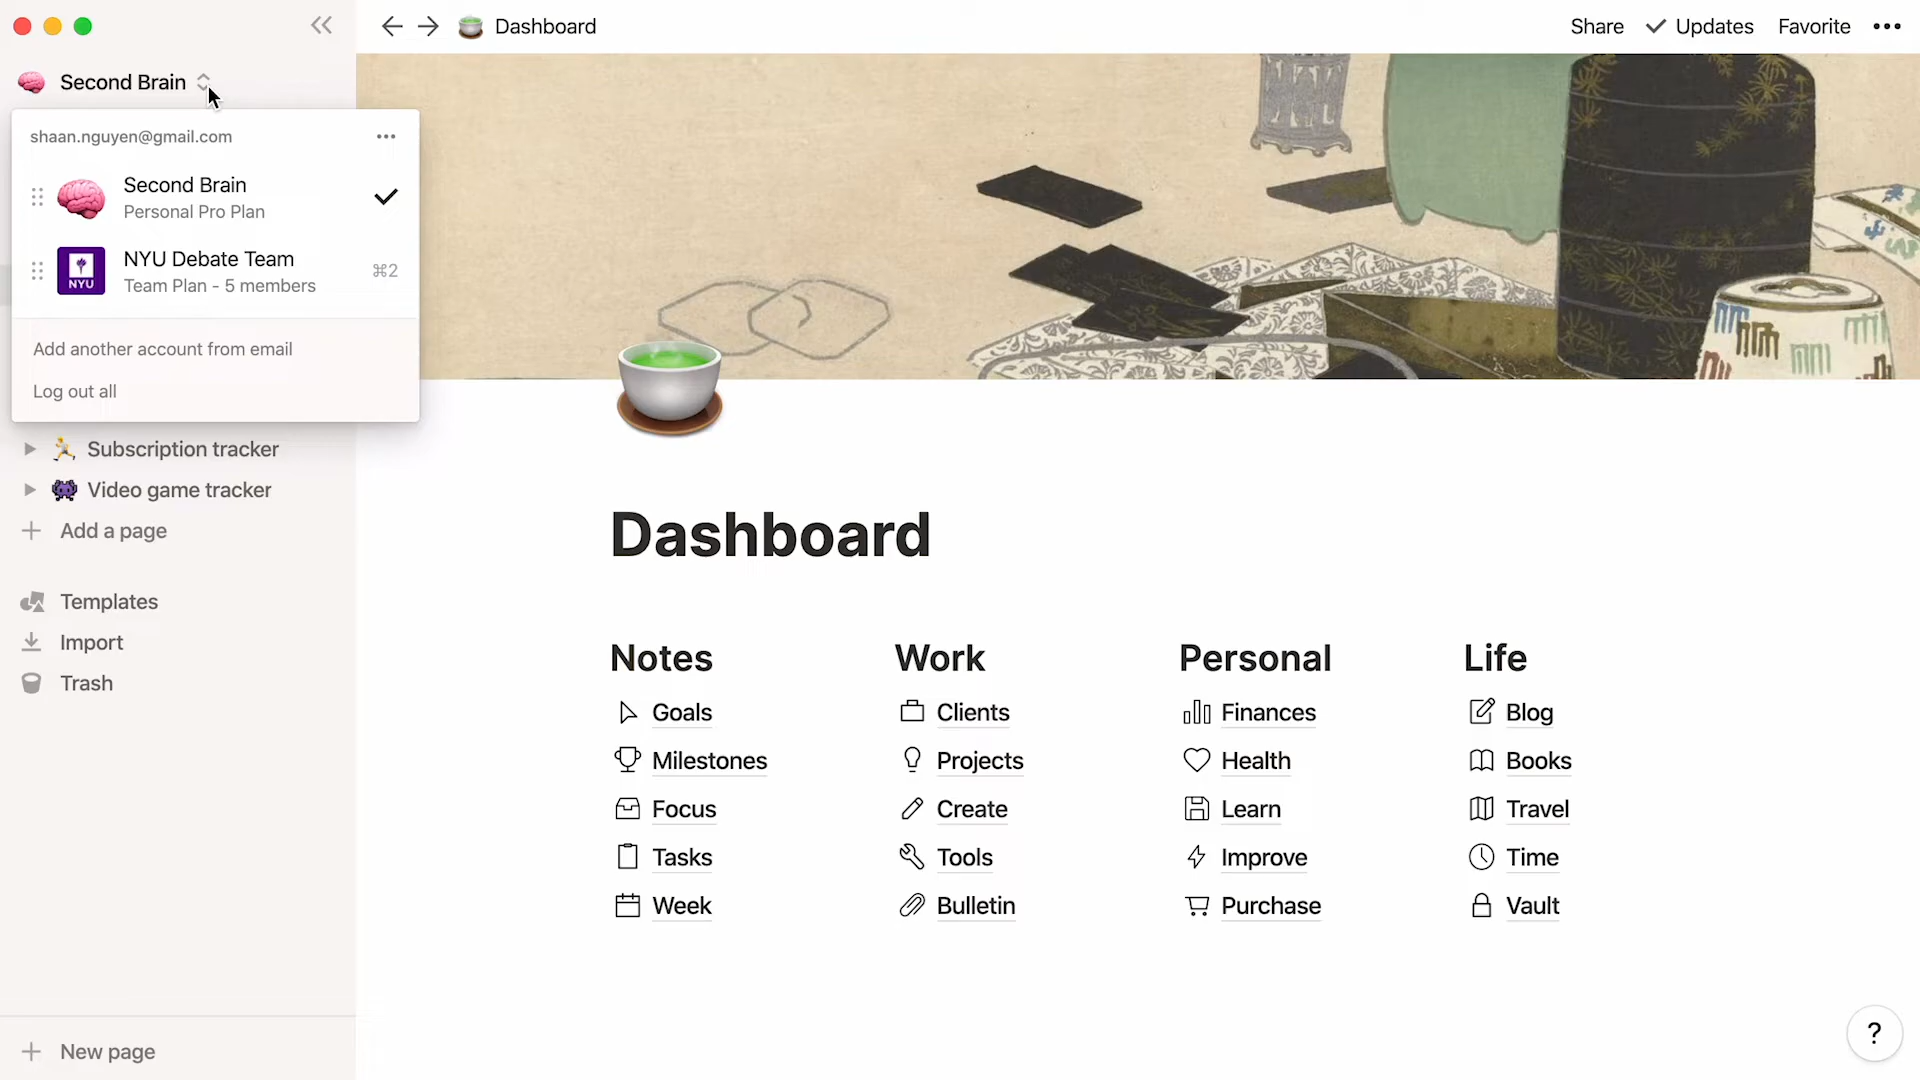 Dashboard
Share
Updates
Favorite
Second Brain
shaan.nguyen@gmail.com
Second Brain
Personal Pro Plan
NYU
NYU Debate Team
Team Plan - 5 members
⌘2
Add another account from email
Log out all
Subscription tracker
Video game tracker
Add a page
Templates
Import
Trash
New page
Dashboard
Notes
Goals
Milestones
Focus
Tasks
Week
Work
Clients
Projects
Create
Tools
Bulletin
Personal
Finances
Health
Learn
Improve
Purchase
Life
Blog
Books
Travel
Time
Vault
?